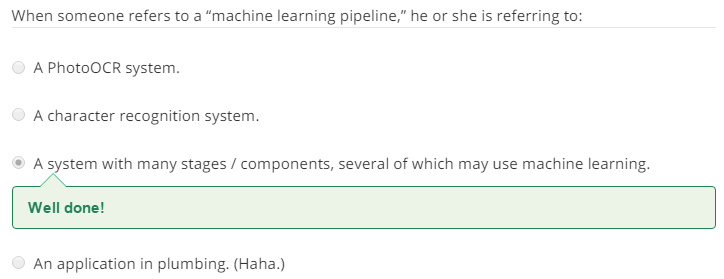 When someone refers to a “machine learning pipeline,” he or she is referring to:
A PhotoOCR system.
A character recognition system.
A system with many stages / components, several of which may use machine learning.
Well done!
An application in plumbing. (Haha.)